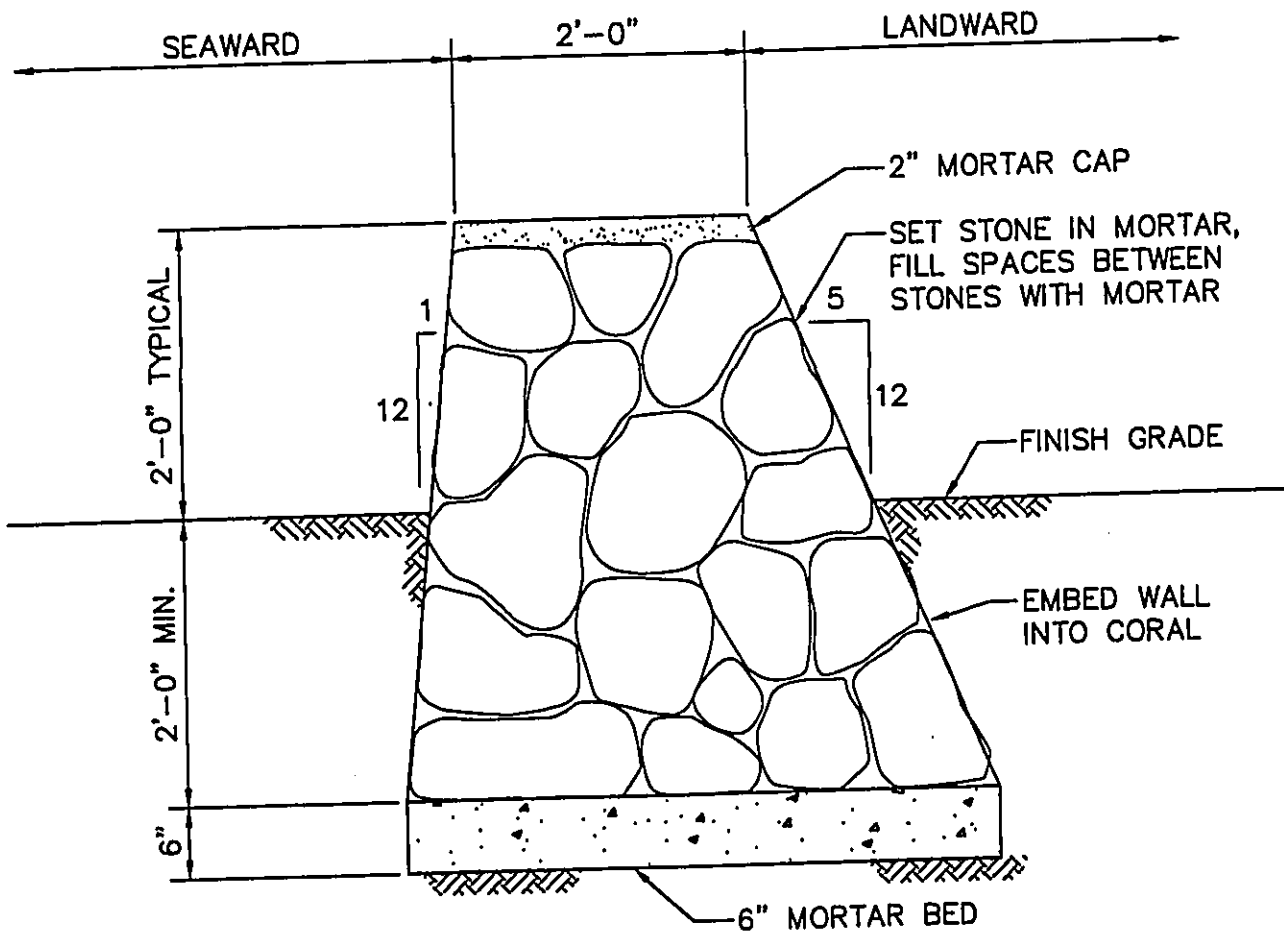 SEAWARD
2'-0"
LANDWARD
2" MORTAR CAP
SET STONE IN MORTAR,
FILL SPACES BETWEEN
STONES WITH MORTAR
1
12
5
12
2'-0" TYPICAL
FINISH GRADE
EMBED WALL
INTO CORAL
2'-0" MIN.
6"
6" MORTAR BED